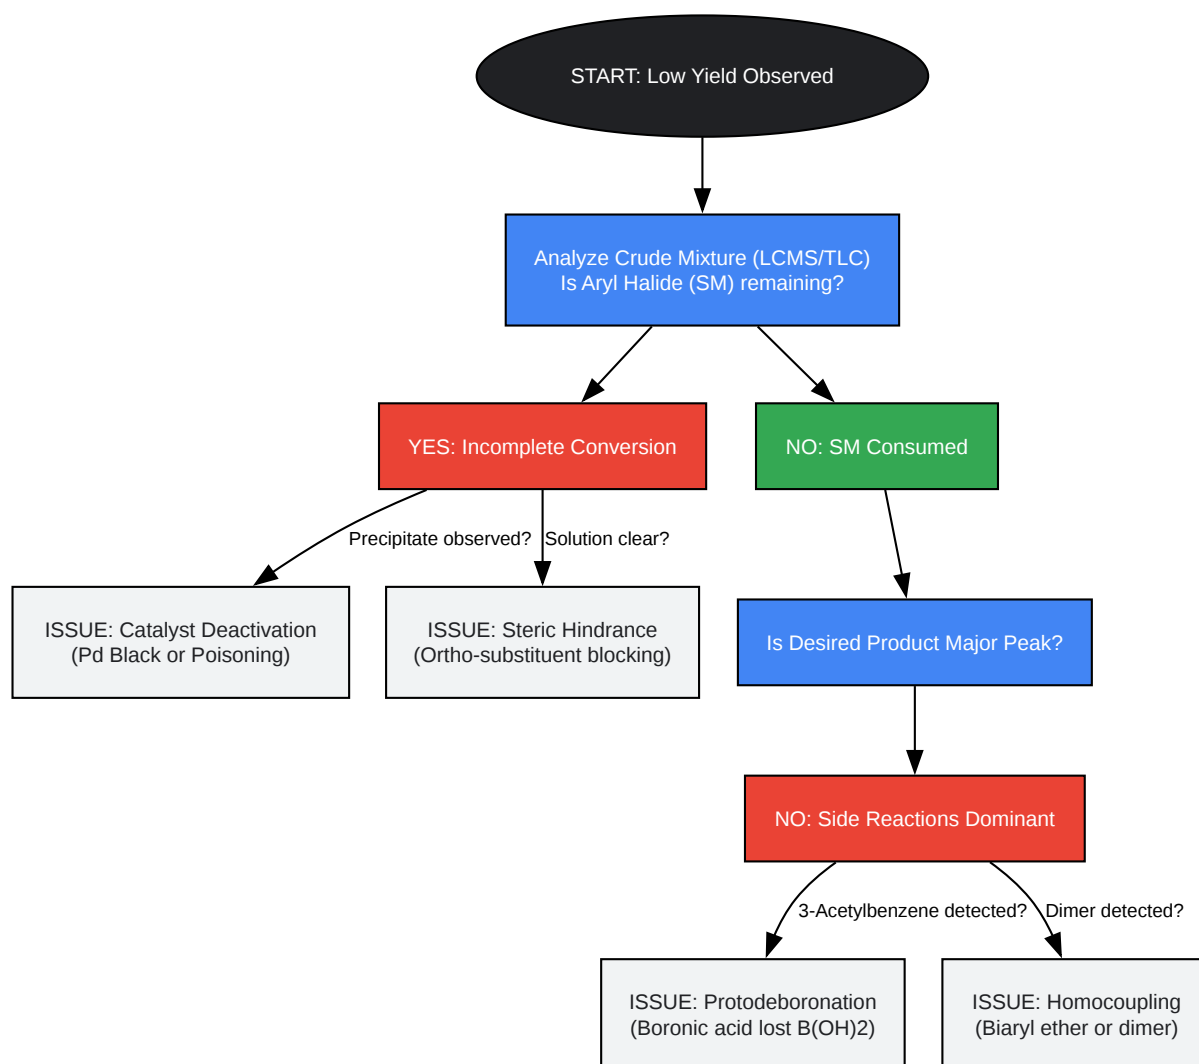 START: Low Yield Observed
Analyze Crude Mixture (LCMS/TLC)
Is Aryl Halide (SM) remaining?
YES: Incomplete Conversion
NO: SM Consumed
Precipitate observed?
Solution clear?
ISSUE: Catalyst Deactivation
(Pd Black or Poisoning)
ISSUE: Steric Hindrance
(Ortho-substituent blocking)
Is Desired Product Major Peak?
NO: Side Reactions Dominant
3-Acetylbenzene detected?
Dimer detected?
ISSUE: Protodeboronation
(Boronic acid lost B(OH)2)
ISSUE: Homocoupling
(Biaryl ether or dimer)